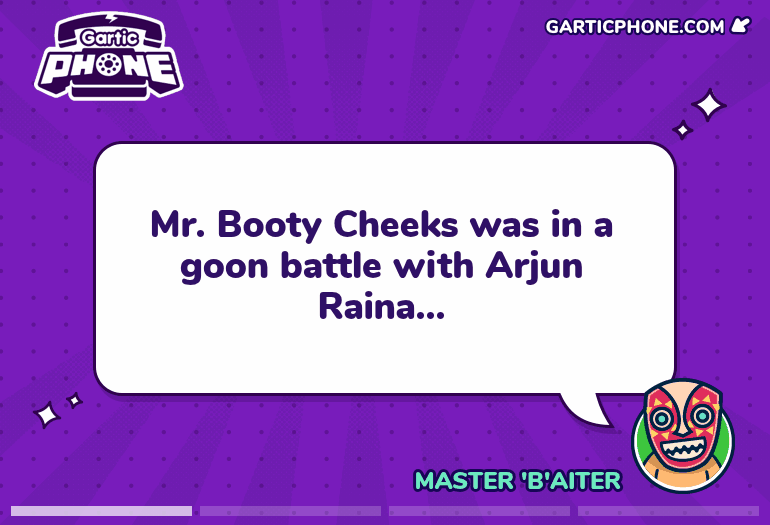 Gartic
PHONE
GARTICPHONE.COM
Mr. Booty Cheeks was in a
goon battle with Arjun
Raina...
MASTER 'B'AITER